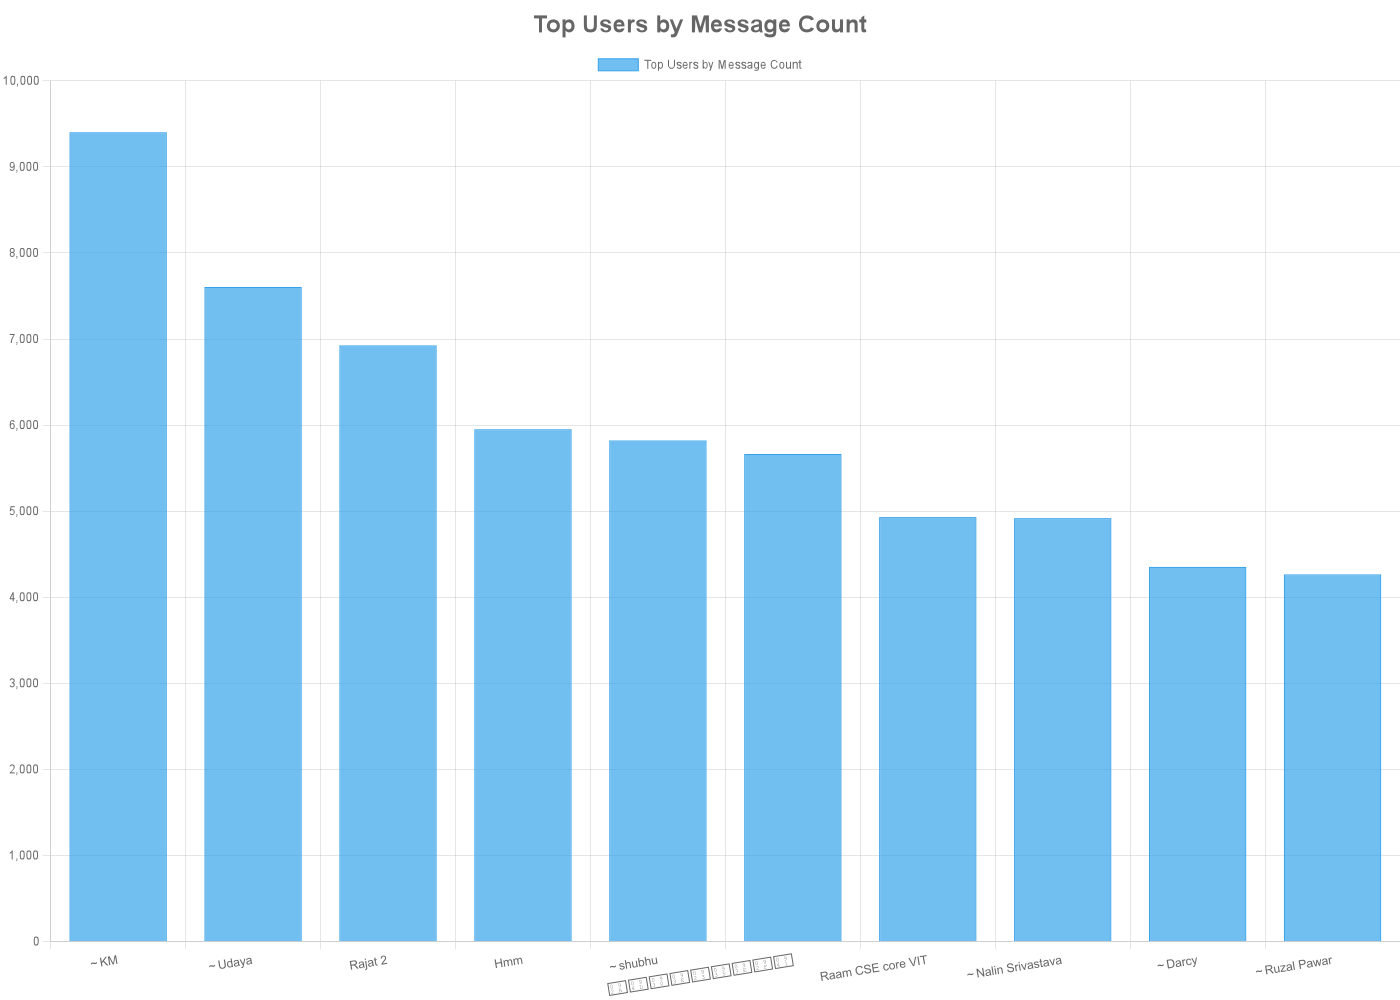 Top Users by Message Count
Top Users by Message Count
10,000
9,000
8,000
7,000
6,000
5,000
4,000
3,000
2,000
1,000
0
~ KM
~ Udaya
Rajat 2
Hmm
~ shubhu
Raam CSE core VIT
~ Nalin Srivastava
~ Darcy
~ Ruzal Pawar